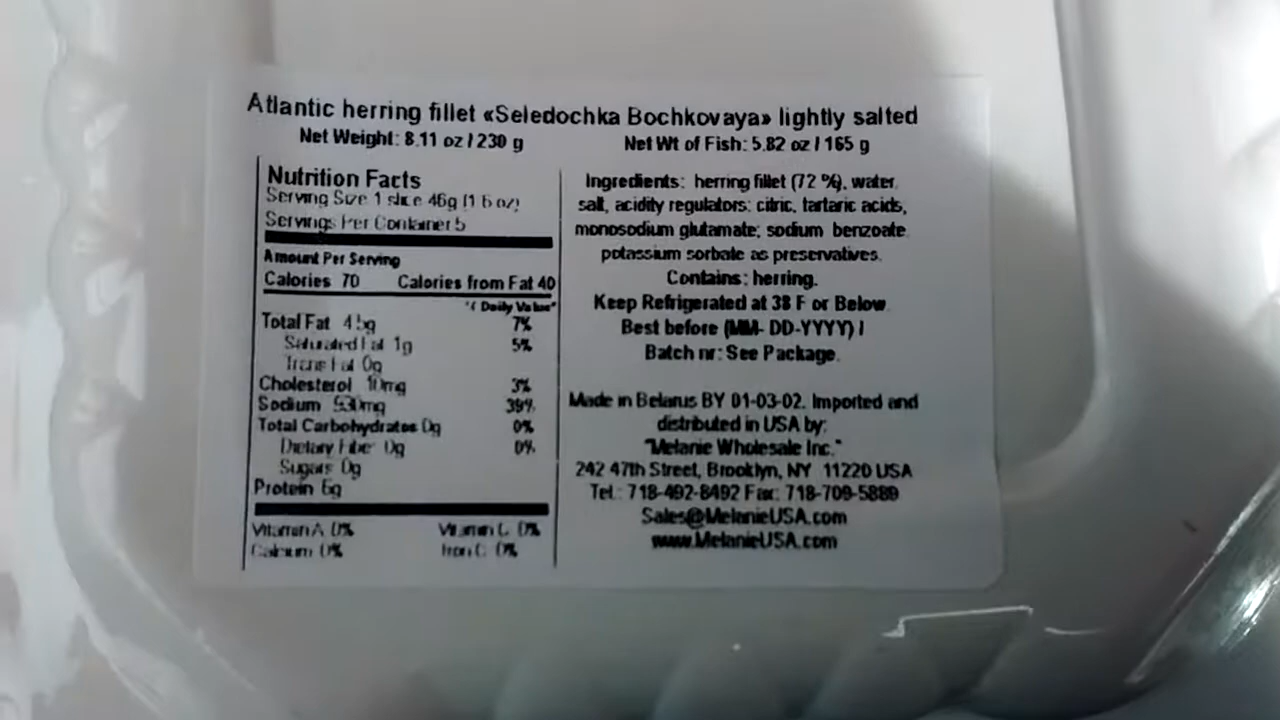 Atlantic herring fillet «Seledochka Bochkovaya» lightly salted
Net Weight: 8.11 oz / 230 g
Net Wt of Fish: 5.82 oz / 165 g
Nutrition Facts
Serving Size 1 slice 46g (1 6 oz)
Servings Per Container 5
Amount Per Serving
Calories 70 Calories from Fat 40
Daily Value*
Total Fat 4 5g 7%
Saturated Fat 1g 5%
Trans Fat 0g
Cholesterol 10mg 3%
Sodium 930mg 39%
Total Carbohydrates 0g 0%
Dietary Fiber 0g 0%
Sugars 0g
Protein 6g
Vitamin A 0% Vitamin C 0%
Calcium 0% Iron 0%
Ingredients: herring fillet (72 %), water,
salt, acidity regulators: citric, tartaric acids,
monosodium glutamate; sodium benzoate
potassium sorbate as preservatives.
Contains: herring.
Keep Refrigerated at 38 F or Below
Best before (MM- DD-YYYY) /
Batch nr: See Package.
Made in Belarus BY 01-03-02. Imported and
distributed in USA by:
"Melanie Wholesale Inc."
242 47th Street, Brooklyn, NY 11220 USA
Tel.: 718-492-8492 Fax: 718-709-5889
Sales@MelanieUSA.com
www.MelanieUSA.com